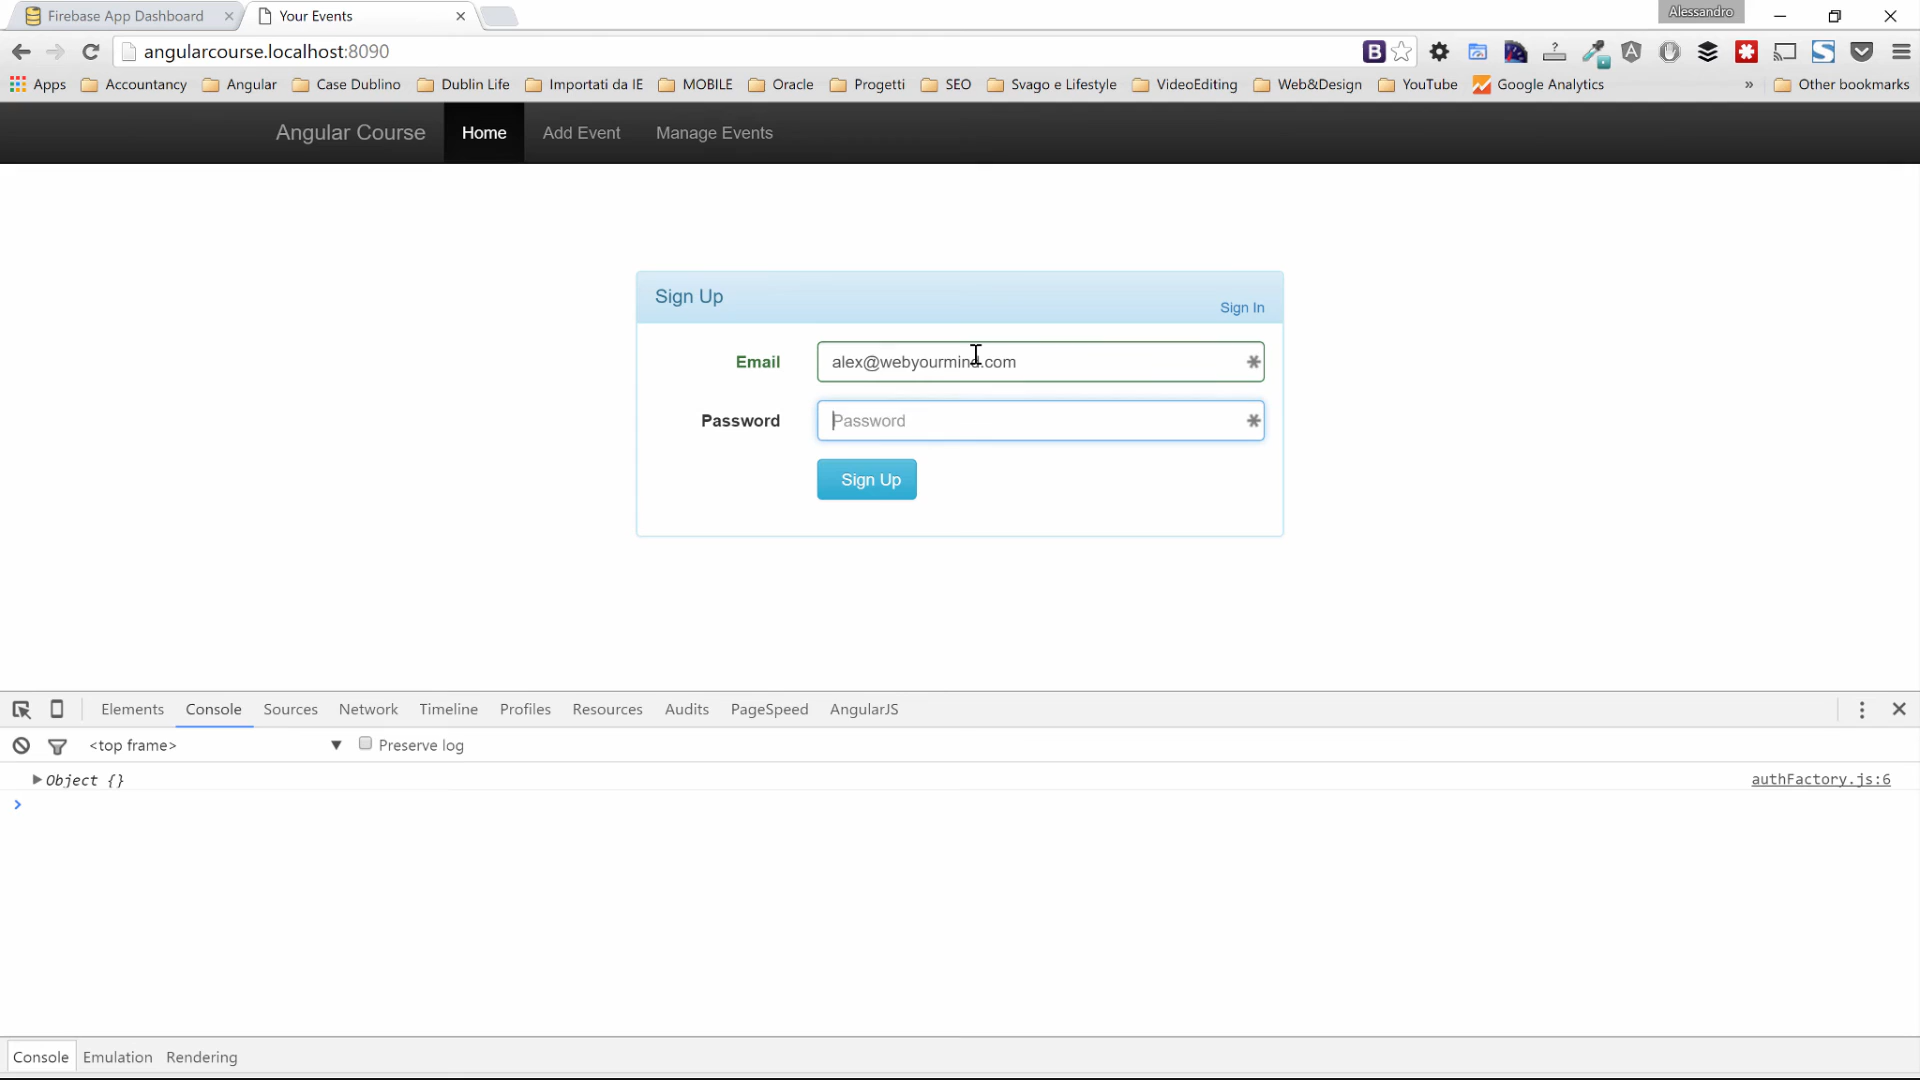 Firebase App Dashboard
Your Events
Alessandro
angularcourse.localhost:8090
Apps Accountancy Angular Case Dublino Dublin Life Importati da IE MOBILE Oracle Progetti SEO Svago e Lifestyle VideoEditing Web&Design YouTube Google Analytics » Other bookmarks
Angular Course Home Add Event Manage Events
Sign Up
Sign In
Email alex@webyourmind.com
Password Password
Sign Up
Elements Console Sources Network Timeline Profiles Resources Audits PageSpeed AngularJS
<top frame> Preserve log
Object {} authFactory.js:6
>
Console Emulation Rendering